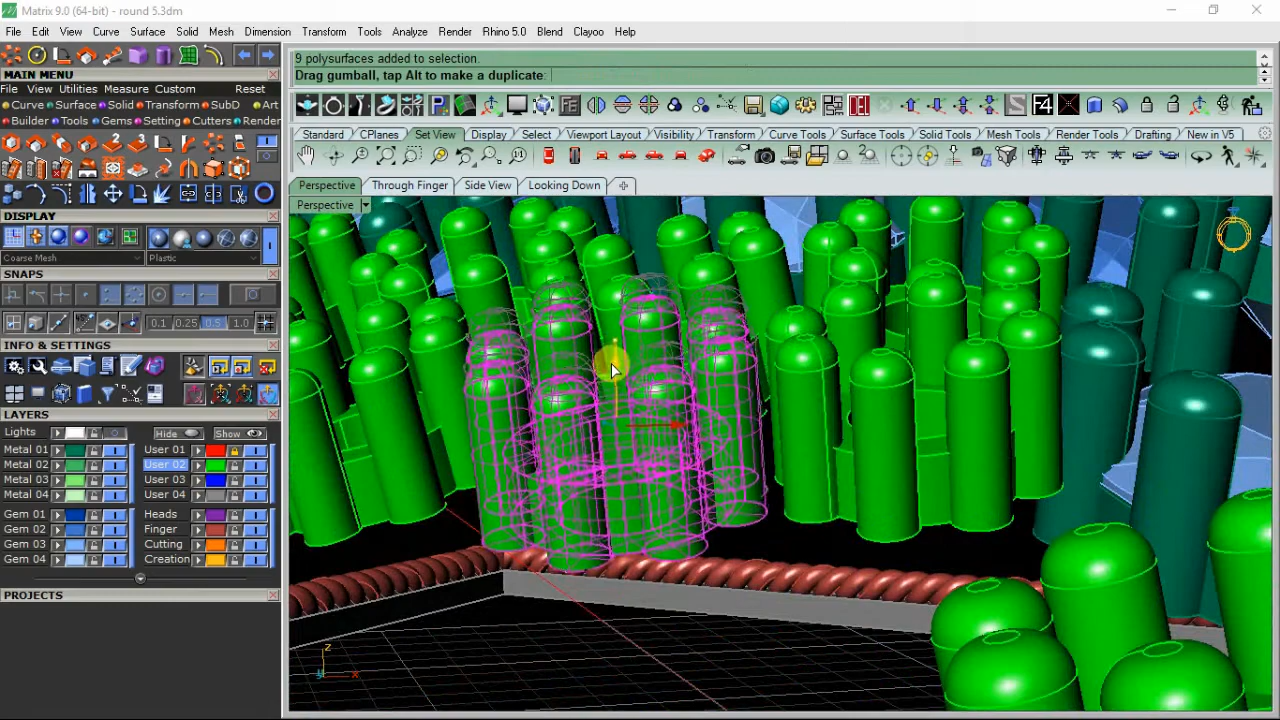 Matrix 9.0 (64-bit) - round 5.3dm
File Edit View Curve Surface Solid Mesh Dimension Transform Tools Analyze Render Rhino 5.0 Blend Clayoo Help
MAIN MENU
File View Utilities Measure Custom Reset
Curve Surface Solid Transform SubD Art
Builder Tools Gems Setting Cutters Render
DISPLAY
Coarse Mesh Plastic
SNAPS
0.1 0.25 0.5 1.0
INFO & SETTINGS
LAYERS
Lights Hide Show
Metal 01 User 01
Metal 02 User 02
Metal 03 User 03
Metal 04 User 04
Gem 01 Heads
Gem 02 Finger
Gem 03 Cutting
Gem 04 Creation
PROJECTS
9 polysurfaces added to selection.
Drag gumball, tap Alt to make a duplicate:
P FE S F4
Standard CPlanes Set View Display Select Viewport Layout Visibility Transform Curve Tools Surface Tools Solid Tools Mesh Tools Render Tools Drafting New in V5
Perspective Through Finger Side View Looking Down
Perspective
z
x